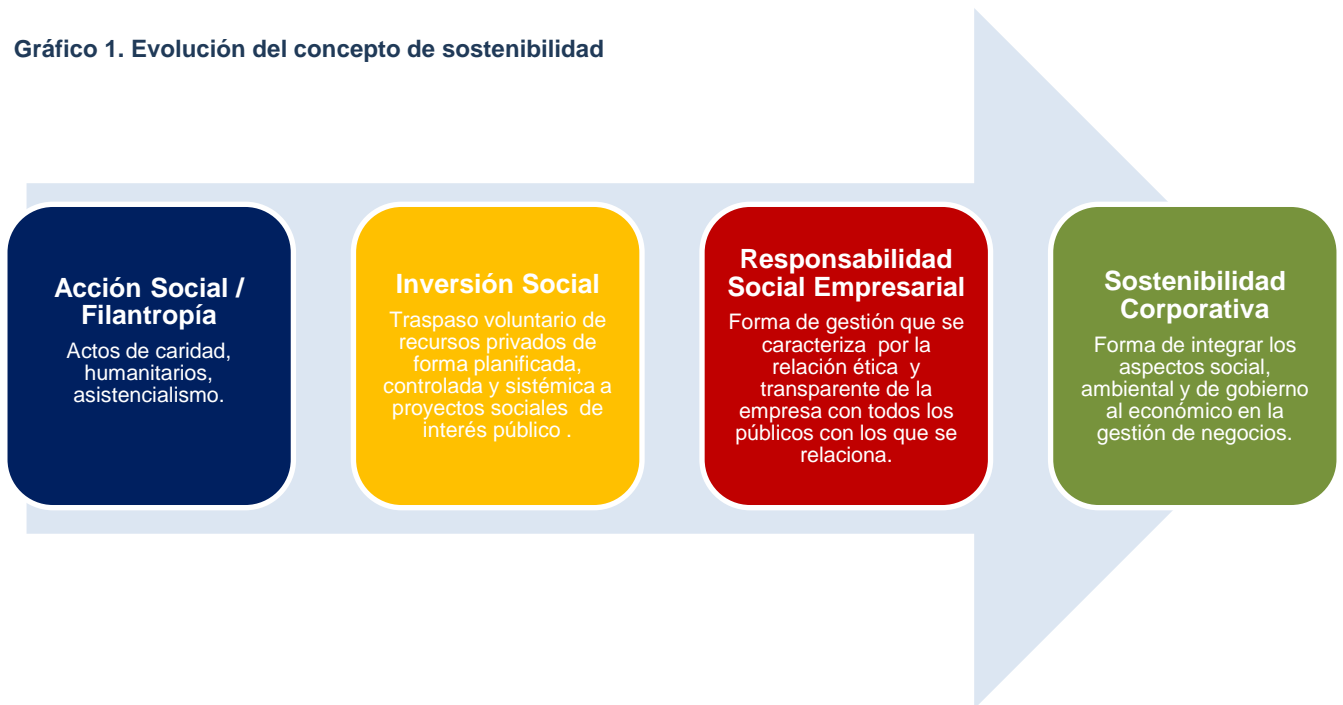 Gráfico 1. Evolución del concepto de sostenibilidad
Acción Social /
Filantropía
Actos de caridad,
humanitarios,
asistencialismo.
Inversión Social
Traspaso voluntario de
recursos privados de
forma planificada,
controlada y sistémica a
proyectos sociales de
interés público .
Responsabilidad
Social Empresarial
Forma de gestión que se
caracteriza por la
relación ética y
transparente de la
empresa con todos los
públicos con los que se
relaciona.
Sostenibilidad
Corporativa
Forma de integrar los
aspectos social,
ambiental y de gobierno
al económico en la
gestión de negocios.